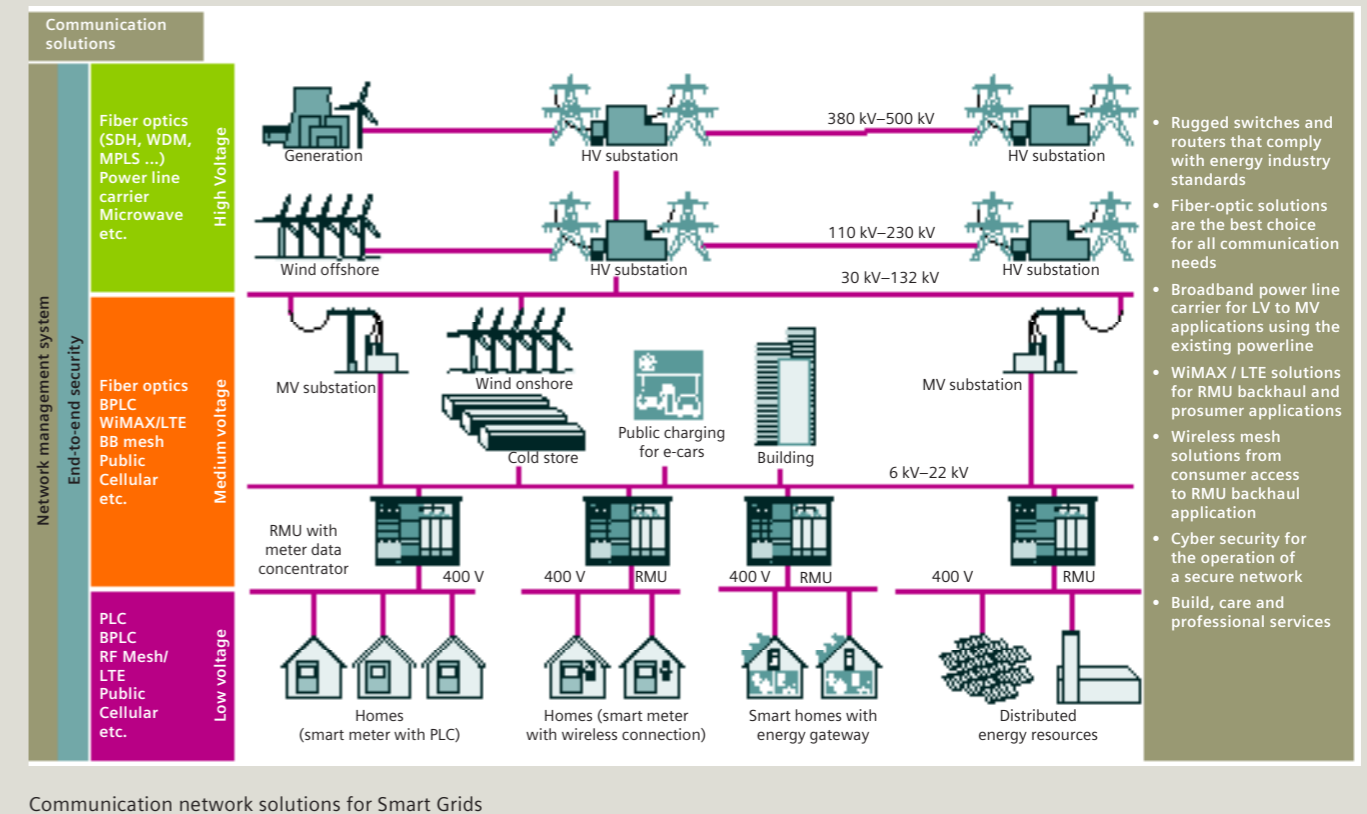 Communication
solutions
Network management system
End-to-end security
Fiber optics
(SDH, WDM,
MPLS ...)
Power line
carrier
Microwave
etc.
High Voltage
Generation
HV substation
380 kV–500 kV
HV substation
Wind offshore
HV substation
110 kV–230 kV
HV substation
30 kV–132 kV
Fiber optics
BPLC
WiMAX/LTE
BB mesh
Public
Cellular
etc.
Medium voltage
MV substation
Wind onshore
Cold store
Public charging
for e-cars
Building
MV substation
6 kV–22 kV
RMU with
meter data
concentrator
400 V
400 V
RMU
400 V
RMU
400 V
RMU
PLC
BPLC
RF Mesh/
LTE
Public
Cellular
etc.
Low voltage
Homes
(smart meter with PLC)
Homes (smart meter
with wireless connection)
Smart homes with
energy gateway
Distributed
energy resources
• Rugged switches and
routers that comply
with energy industry
standards
• Fiber-optic solutions
are the best choice
for all communication
needs
• Broadband power line
carrier for LV to MV
applications using the
existing powerline
• WiMAX / LTE solutions
for RMU backhaul and
prosumer applications
• Wireless mesh
solutions from
consumer access
to RMU backhaul
application
• Cyber security for
the operation of
a secure network
• Build, care and
professional services
Communication network solutions for Smart Grids